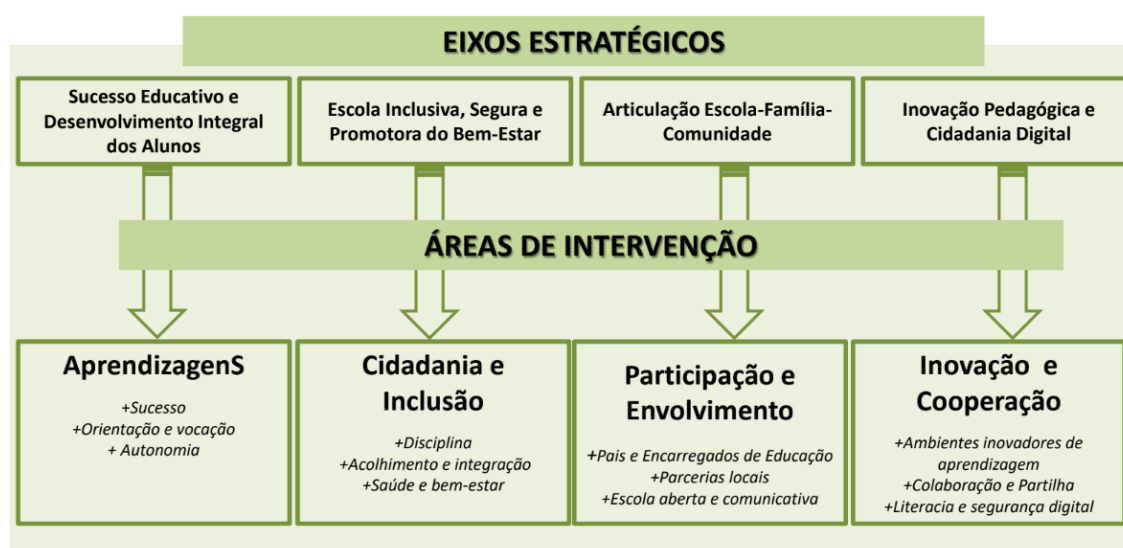 EIXOS ESTRATÉGICOS
Sucesso Educativo e
Desenvolvimento Integral
dos Alunos
Escola Inclusiva, Segura e
Promotora do Bem-Estar
Articulação Escola-Família-
Comunidade
Inovação Pedagógica e
Cidadania Digital
ÁREAS DE INTERVENÇÃO
AprendizagenS
+Sucesso
+Orientação e vocação
+ Autonomia
Cidadania e
Inclusão
+Disciplina
+Acolhimento e integração
+Saúde e bem-estar
Participação e
Envolvimento
+Pais e Encarregados de Educação
+Parcerias locais
+Escola aberta e comunicativa
Inovação e
Cooperação
+Ambientes inovadores de
aprendizagem
+Colaboração e Partilha
+Literacia e segurança digital